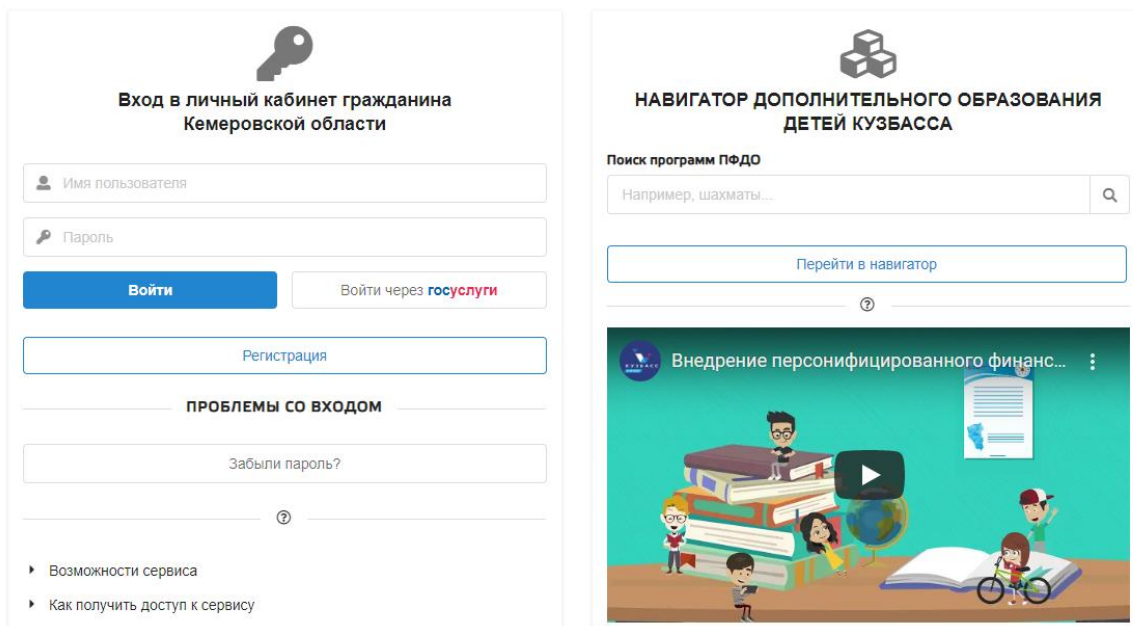 Вход в личный кабинет гражданина
Кемеровской области
Имя пользователя
Пароль
Войти
Войти через госуслуги
Регистрация
ПРОБЛЕМЫ СО ВХОДОМ
Забыли пароль?
Возможности сервиса
Как получить доступ к сервису
НАВИГАТОР ДОПОЛНИТЕЛЬНОГО ОБРАЗОВАНИЯ
ДЕТЕЙ КУЗБАССА
Поиск программ ПФДО
Например, шахматы...
Перейти в навигатор
КУЗБАСС
Внедрение персонифицированного финанс...